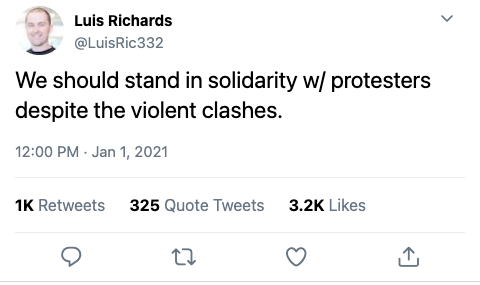 Luis Richards
@LuisRic332
We should stand in solidarity w/ protesters
despite the violent clashes.
12:00 PM · Jan 1, 2021
1K Retweets 325 Quote Tweets 3.2K Likes